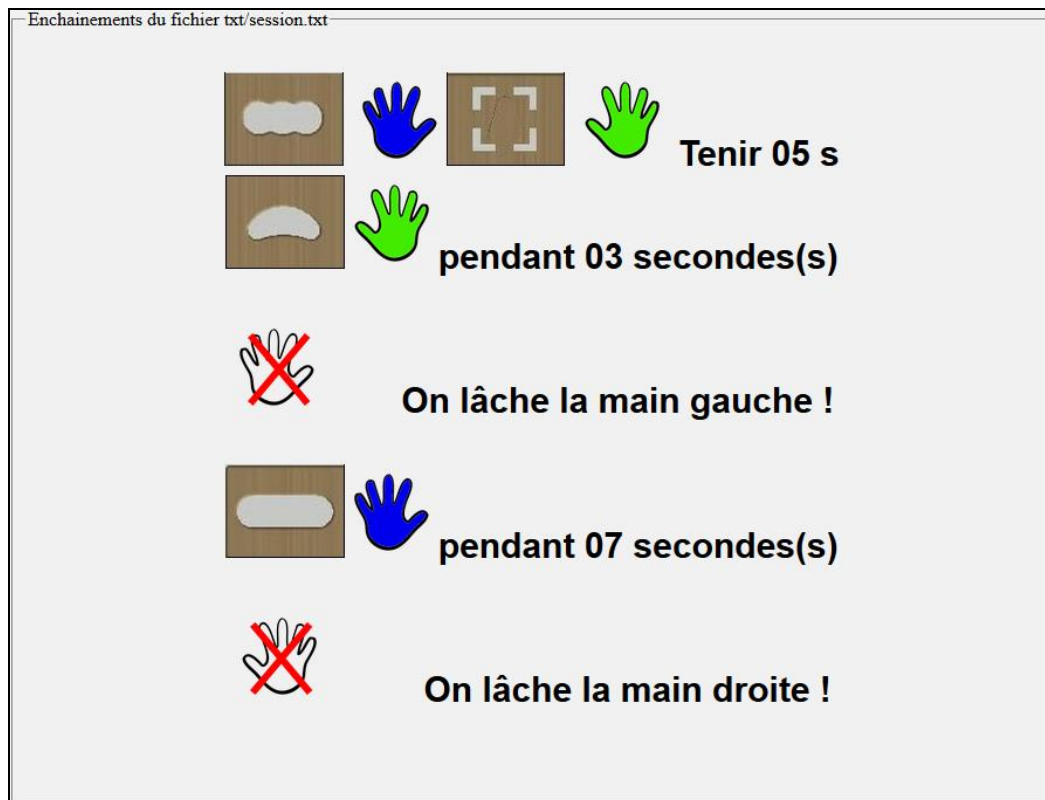 Enchainements du fichier txt/session.txt
Tenir 05 s
pendant 03 secondes(s)
On lâche la main gauche !
pendant 07 secondes(s)
On lâche la main droite !